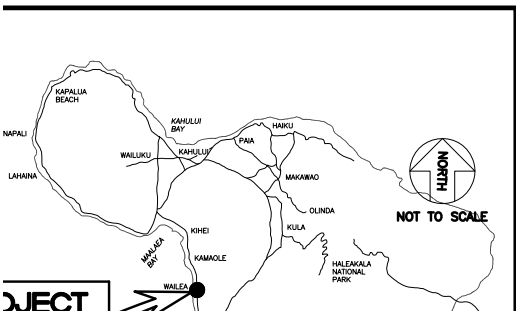 KAPALUA
BEACH
NAPALI
LAHAINA
KAHULUI
BAY
WAILUKU
KAHULUI
PAIA
HAIKU
MAKAWAO
OLINDA
KULA
HALEAKALA
NATIONAL
PARK
KIHEI
KAMAOLE
MAALAEA
BAY
WAILEA
NORTH
NOT TO SCALE